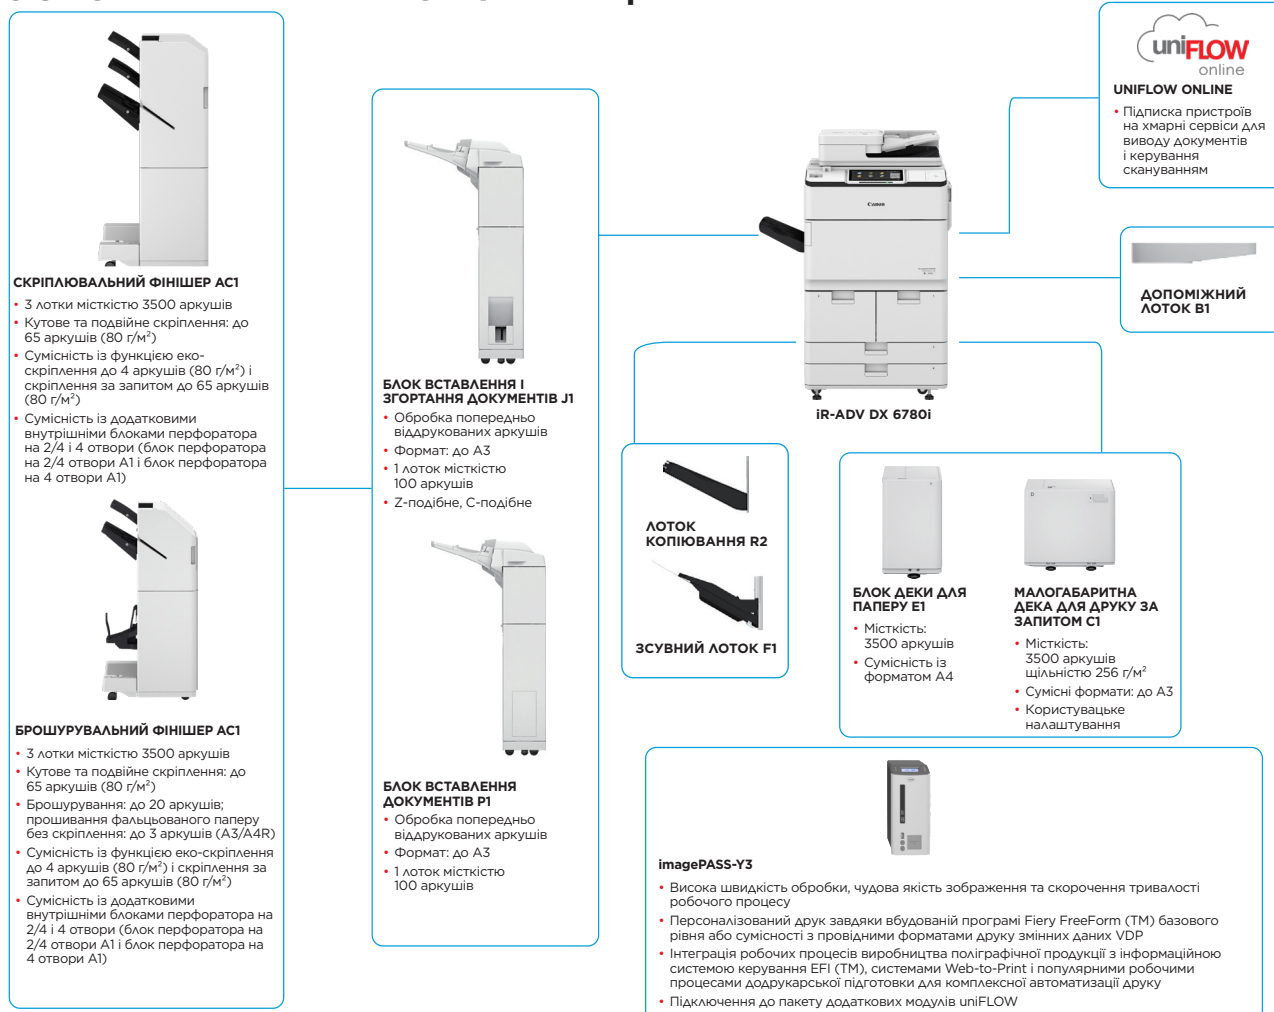 СКРІПЛЮВАЛЬНИЙ ФІНІШЕР AC1
• 3 лотки місткістю 3500 аркушів
• Кутове та подвійне скріплення: до
65 аркушів (80 г/м²)
• Сумісність із функцією еко-
скріплення до 4 аркушів (80 г/м²) і
скріплення за запитом до 65 аркушів
(80 г/м²)
• Сумісність із додатковими
внутрішніми блоками перфоратора
на 2/4 і 4 отвори (блок перфоратора
на 2/4 отвори A1 і блок перфоратора
на 4 отвори A1)
БРОШУРУВАЛЬНИЙ ФІНІШЕР AC1
• 3 лотки місткістю 3500 аркушів
• Кутове та подвійне скріплення: до
65 аркушів (80 г/м²)
• Брошурування: до 20 аркушів;
прошивання фальцьованого паперу
без скріплення: до 3 аркушів (A3/A4R)
• Сумісність із функцією еко-скріплення
до 4 аркушів (80 г/м²) і скріплення за
запитом до 65 аркушів (80 г/м²)
• Сумісність із додатковими
внутрішніми блоками перфоратора на
2/4 і 4 отвори (блок перфоратора на
2/4 отвори A1 і блок перфоратора на
4 отвори A1)
БЛОК ВСТАВЛЕННЯ І
ЗГОРТАННЯ ДОКУМЕНТІВ J1
• Обробка попередньо
віддрукованих аркушів
• Формат: до A3
• 1 лоток місткістю
100 аркушів
• Z-подібне, C-подібне
БЛОК ВСТАВЛЕННЯ
ДОКУМЕНТІВ P1
• Обробка попередньо
віддрукованих аркушів
• Формат: до A3
• 1 лоток місткістю
100 аркушів
Canon
iR-ADV DX 6780i
uniFLOW
online
UNIFLOW ONLINE
• Підписка пристроїв
на хмарні сервіси для
виводу документів
і керування
скануванням
ДОПОМІЖНИЙ
ЛОТОК B1
ЛОТОК
КОПІЮВАННЯ R2
ЗСУВНИЙ ЛОТОК F1
БЛОК ДЕКИ ДЛЯ
ПАПЕРУ E1
• Місткість:
3500 аркушів
• Сумісність із
форматом A4
МАЛОГАБАРИТНА
ДЕКА ДЛЯ ДРУКУ ЗА
ЗАПИТОМ C1
• Місткість:
3500 аркушів
щільністю 256 г/м²
• Сумісні формати: до A3
• Користувацьке
налаштування
imagePASS-Y3
• Висока швидкість обробки, чудова якість зображення та скорочення тривалості
робочого процесу
• Персоналізований друк завдяки вбудованій програмі Fiery FreeForm (TM) базового
рівня або сумісності з провідними форматами друку змінних даних VDP
• Інтеграція робочих процесів виробництва поліграфічної продукції з інформаційною
системою керування EFI (TM), системами Web-to-Print і популярними робочими
процесами додрукарської підготовки для комплексної автоматизації друку
• Підключення до пакету додаткових модулів uniFLOW